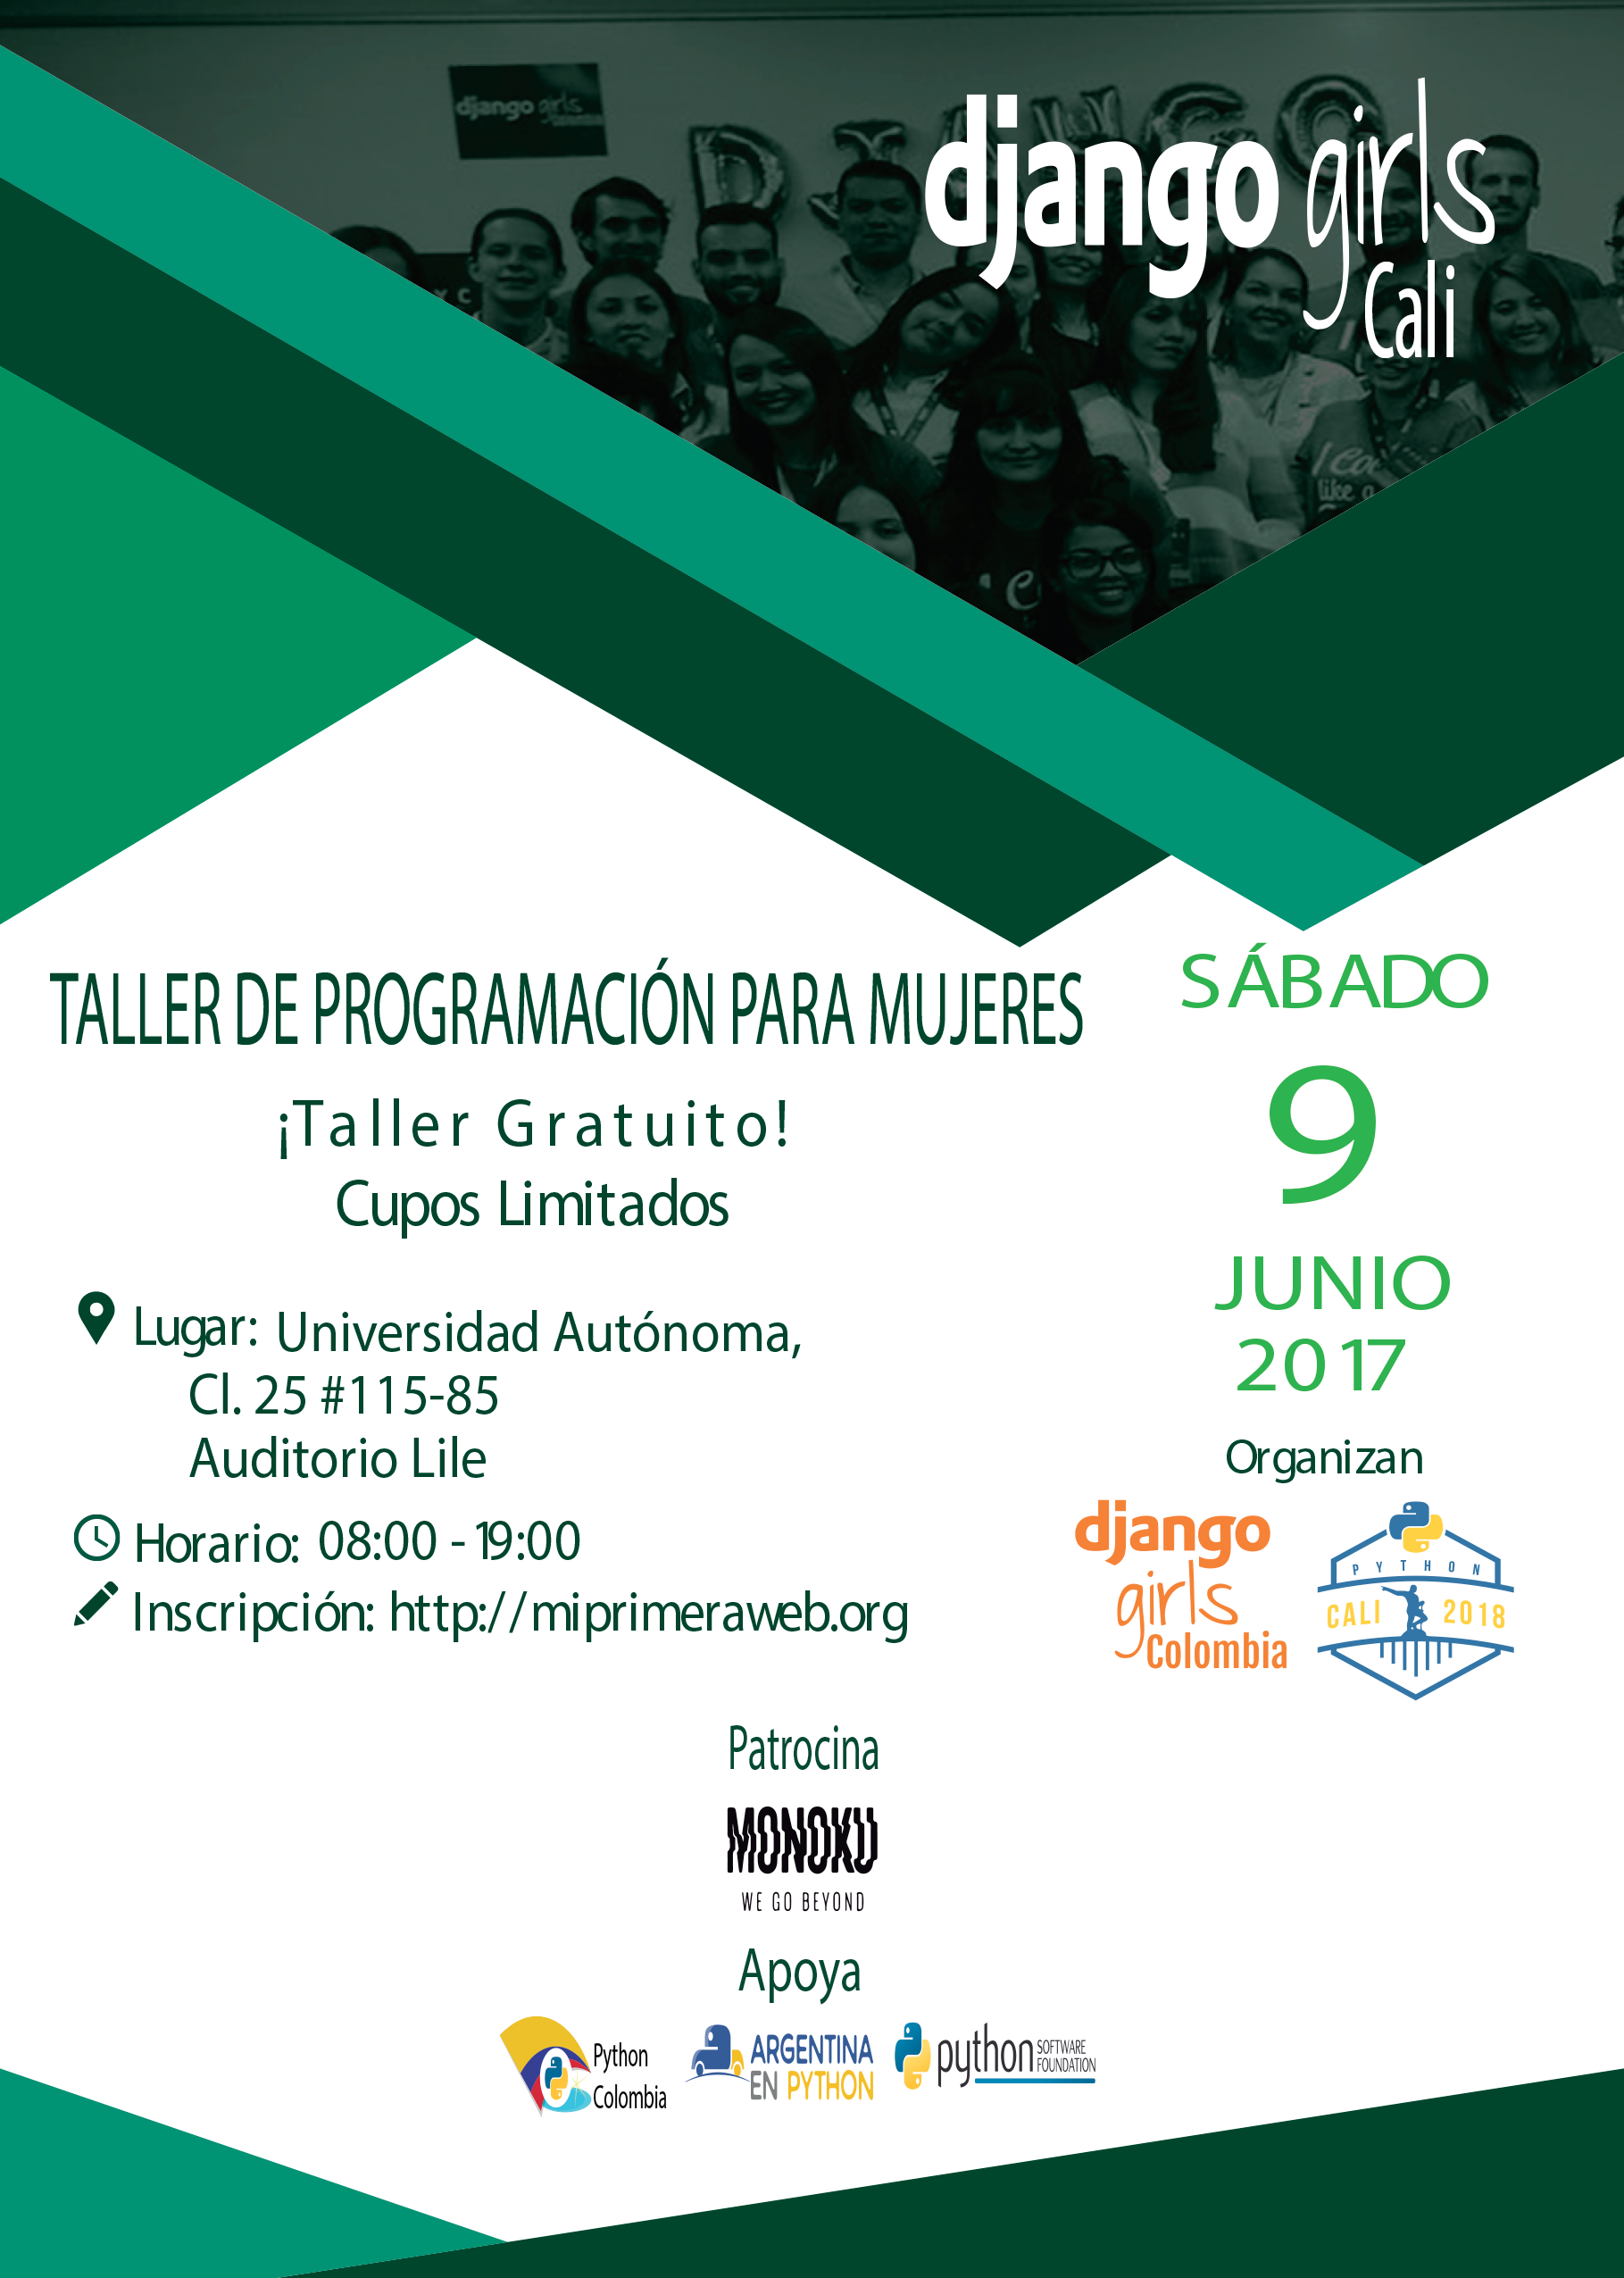 django girls
django girls
Cali
TALLER DE PROGRAMACIÓN PARA MUJERES
¡Taller Gratuito!
Cupos Limitados
Lugar: Universidad Autónoma,
Cl. 25 #115-85
Auditorio Lile
Horario: 08:00 - 19:00
Inscripción: http://miprimeraweb.org
SÁBADO
9
JUNIO
2017
Organizan
django
girls
Colombia
PYTHON
CALI 2018
Patrocina
MONOKU
WE GO BEYOND
Apoya
Python
Colombia
ARGENTINA
EN PYTHON
python SOFTWARE
FOUNDATION